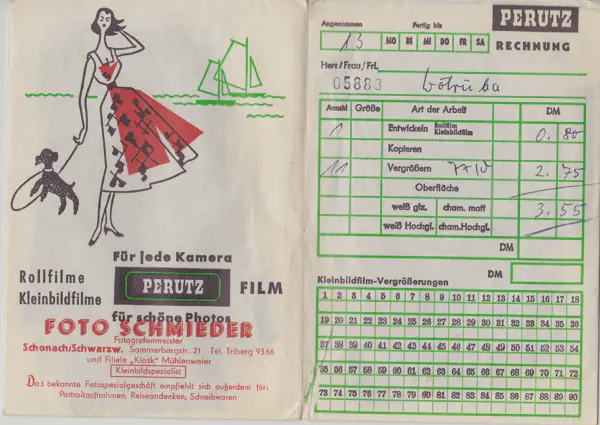 Für jede Kamera
Rollfilme
Kleinbildfilme
PERUTZ
FILM
für schöne Photos
FOTO SCHMIEDER
Fotografenmeister
Schonach/Schwarzw. Sommerbergstr. 21 Tel. Triberg 9366
und Filiale „Kiosk" Mühlenweier
Kleinbildspezialist
Das bekannte Fotospezialgeschäft empfiehlt sich außerdem für:
Portraitaufnahmen, Reiseandenken, Schreibwaren
PERUTZ
RECHNUNG
Angenommen Fertig bis
13 MO DI MI DO FR SA
Herr/Frau/Frl.
05883
Anzahl Größe Art der Arbeit DM
1 Entwickeln Rollfilm Kleinbildfilm 0.80
Kopieren
11 Vergrößern 7x10 2.75
Oberfläche
weiß glz. cham. matt 3.55
weiß Hochgl. cham.Hochgl.
DM
DM
Kleinbildfilm-Vergrößerungen
1 2 3 4 5 6 7 8 9 10 11 12 13 14 15 16 17 18
19 20 21 22 23 24 25 26 27 28 29 30 31 32 33 34 35 36
37 38 39 40 41 42 43 44 45 46 47 48 49 50 51 52 53 54
55 56 57 58 59 60 61 62 63 64 65 66 67 68 69 70 71 72
73 74 75 76 77 78 79 80 81 82 83 84 85 86 87 88 89 90